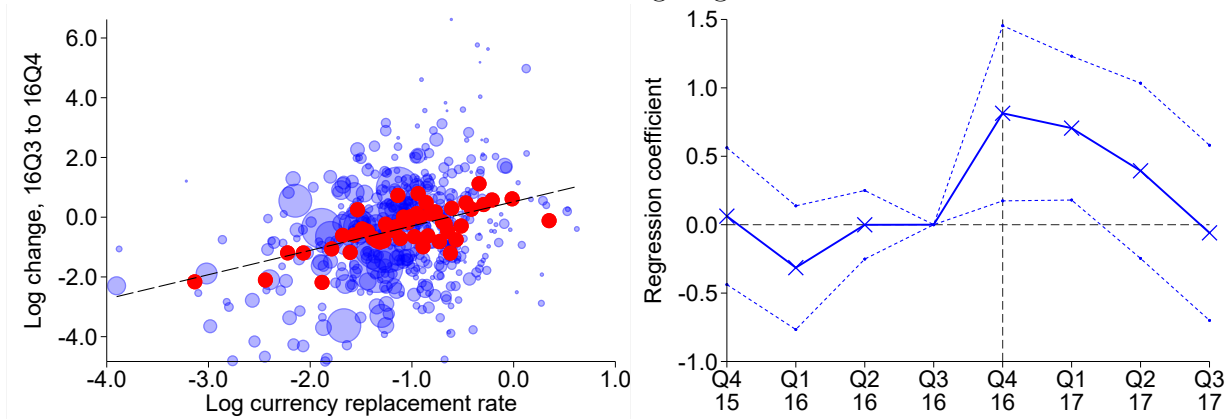 Log change, 16Q3 to 16Q4
6.0
4.0
2.0
0.0
-2.0
-4.0
-4.0 -3.0 -2.0 -1.0 0.0 1.0
Log currency replacement rate
Regression coefficient
1.5
1.0
0.5
0.0
-0.5
-1.0
Q4 Q1 Q2 Q3 Q4 Q1 Q2 Q3
15 16 16 16 16 17 17 17